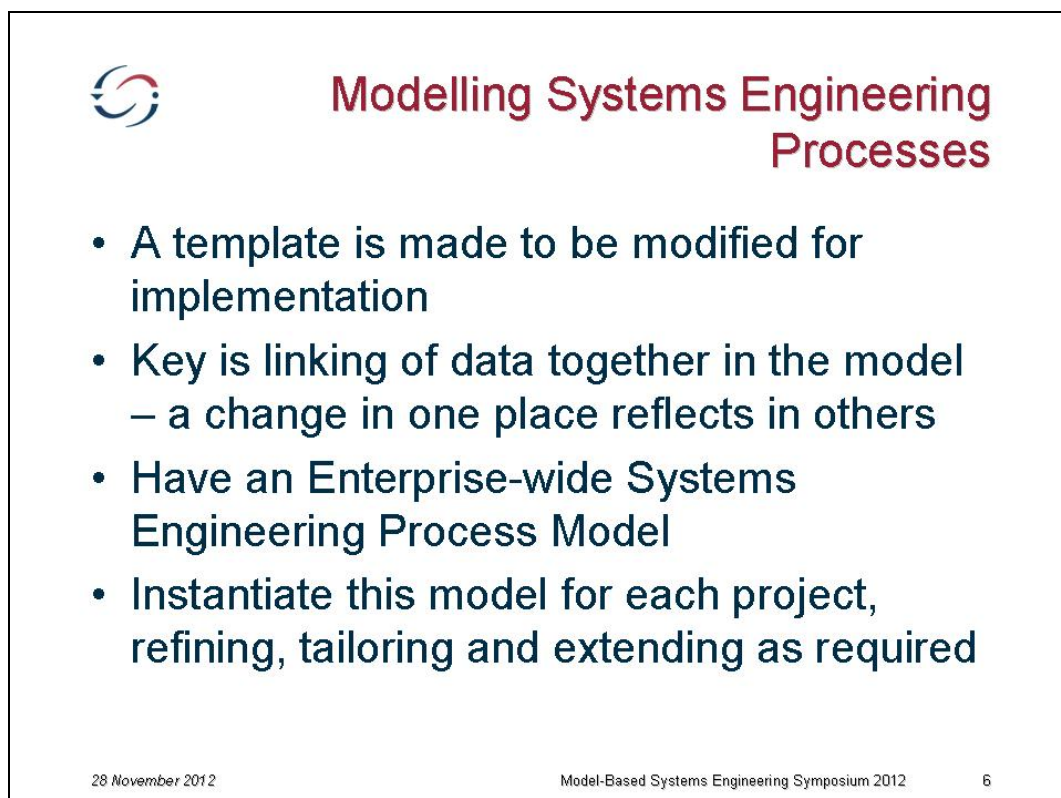 Modelling Systems Engineering
Processes
• A template is made to be modified for
implementation
• Key is linking of data together in the model
– a change in one place reflects in others
• Have an Enterprise-wide Systems
Engineering Process Model
• Instantiate this model for each project,
refining, tailoring and extending as required
28 November 2012 Model-Based Systems Engineering Symposium 2012 6